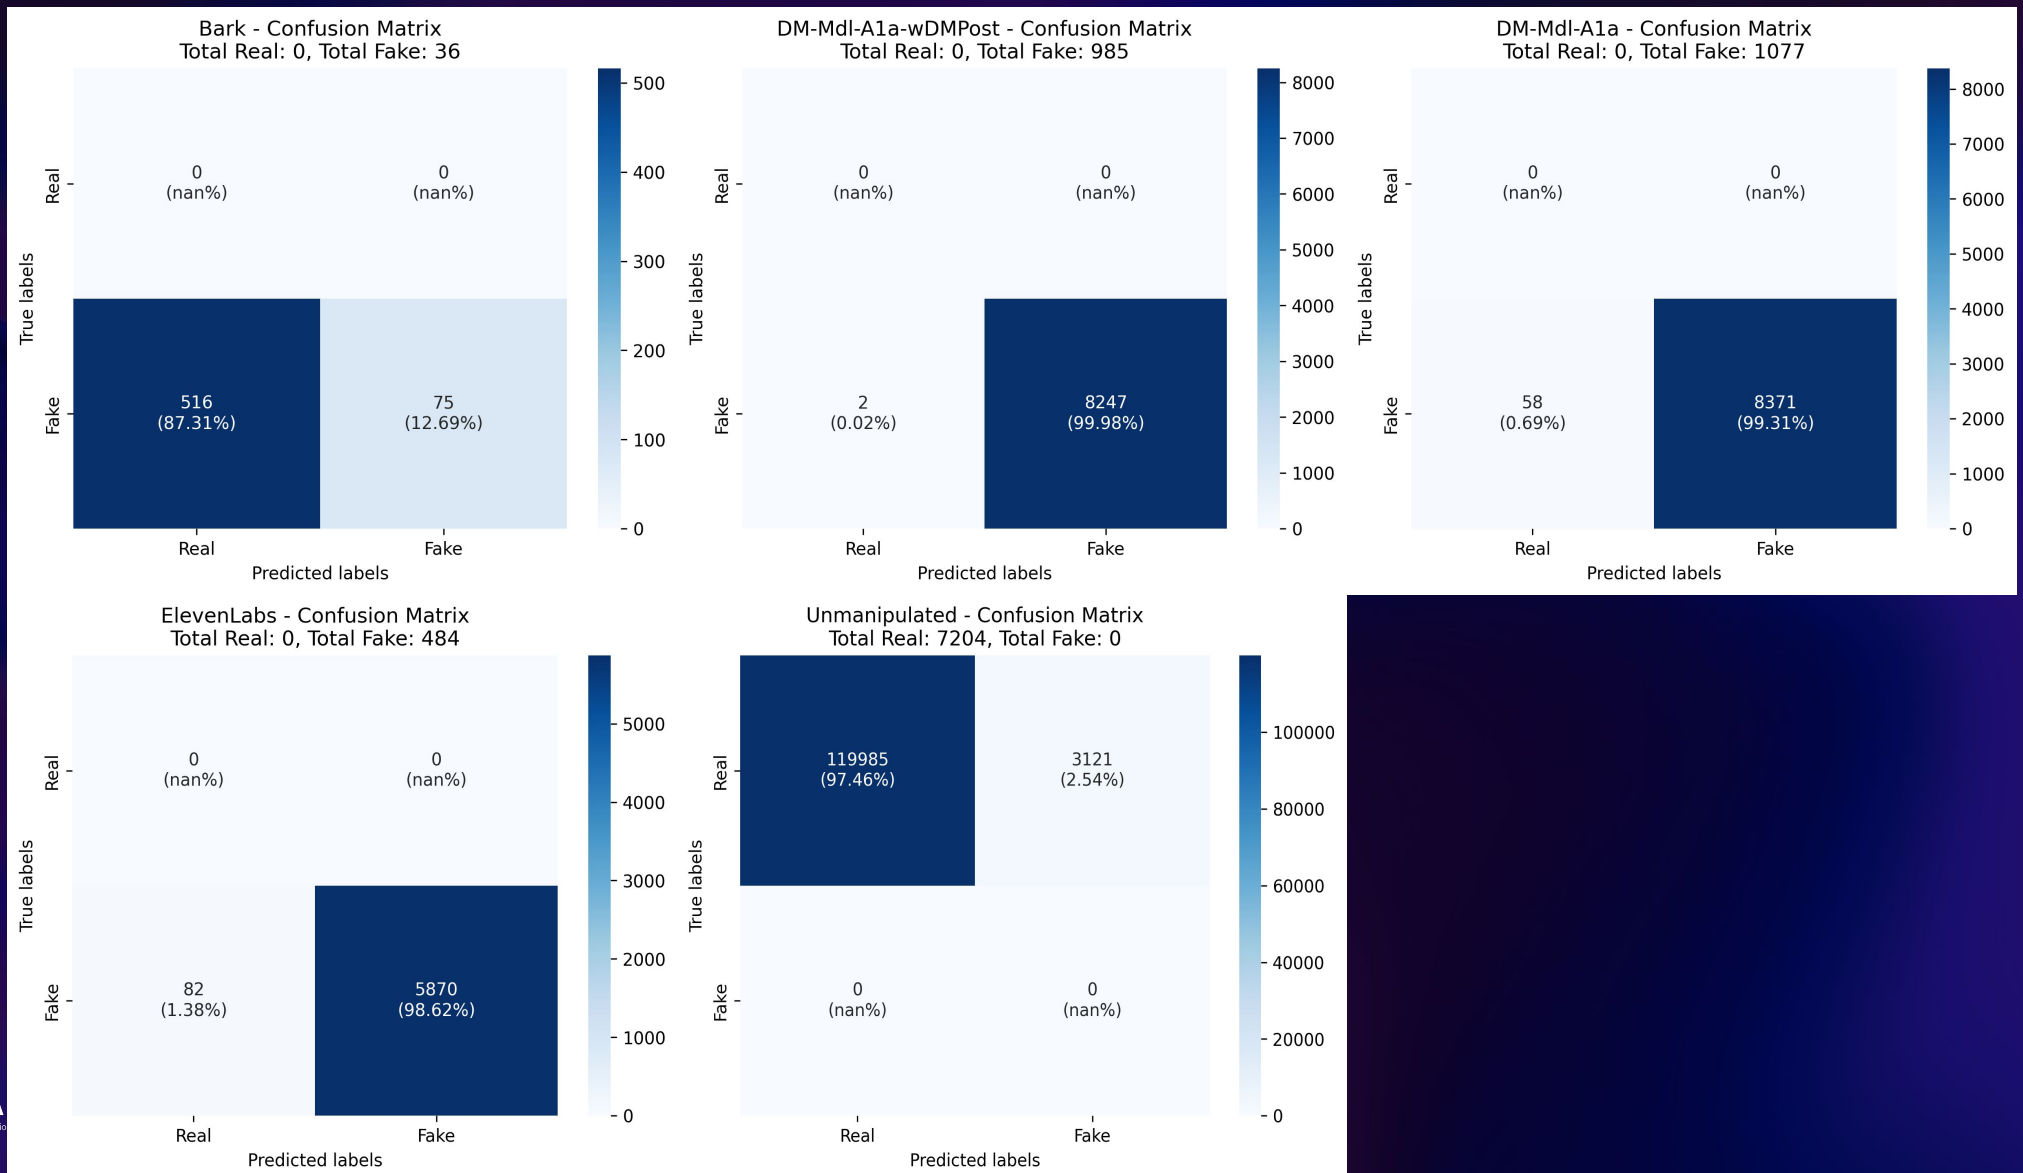 Bark - Confusion Matrix
Total Real: 0, Total Fake: 36
0
(nan%)
0
(nan%)
516
(87.31%)
75
(12.69%)
Real
Fake
True labels
Real
Fake
Predicted labels
500
400
300
200
100
0
DM-Mdl-A1a-wDMPost - Confusion Matrix
Total Real: 0, Total Fake: 985
0
(nan%)
0
(nan%)
2
(0.02%)
8247
(99.98%)
Real
Fake
True labels
Real
Fake
Predicted labels
8000
7000
6000
5000
4000
3000
2000
1000
0
DM-Mdl-A1a - Confusion Matrix
Total Real: 0, Total Fake: 1077
0
(nan%)
0
(nan%)
58
(0.69%)
8371
(99.31%)
Real
Fake
True labels
Real
Fake
Predicted labels
8000
7000
6000
5000
4000
3000
2000
1000
0
ElevenLabs - Confusion Matrix
Total Real: 0, Total Fake: 484
0
(nan%)
0
(nan%)
82
(1.38%)
5870
(98.62%)
Real
Fake
True labels
Real
Fake
Predicted labels
5000
4000
3000
2000
1000
0
Unmanipulated - Confusion Matrix
Total Real: 7204, Total Fake: 0
119985
(97.46%)
3121
(2.54%)
0
(nan%)
0
(nan%)
Real
Fake
True labels
Real
Fake
Predicted labels
100000
80000
60000
40000
20000
0